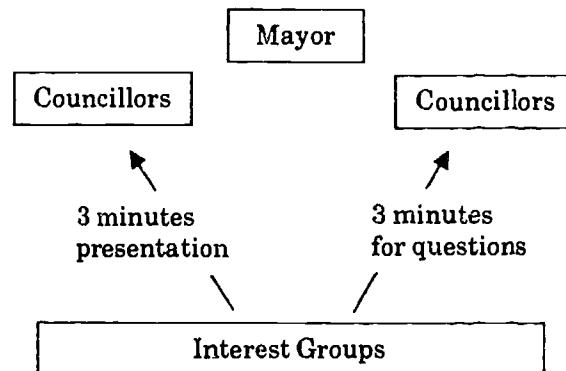 Mayor
Councillors
Councillors
3 minutes
presentation
3 minutes
for questions
Interest Groups